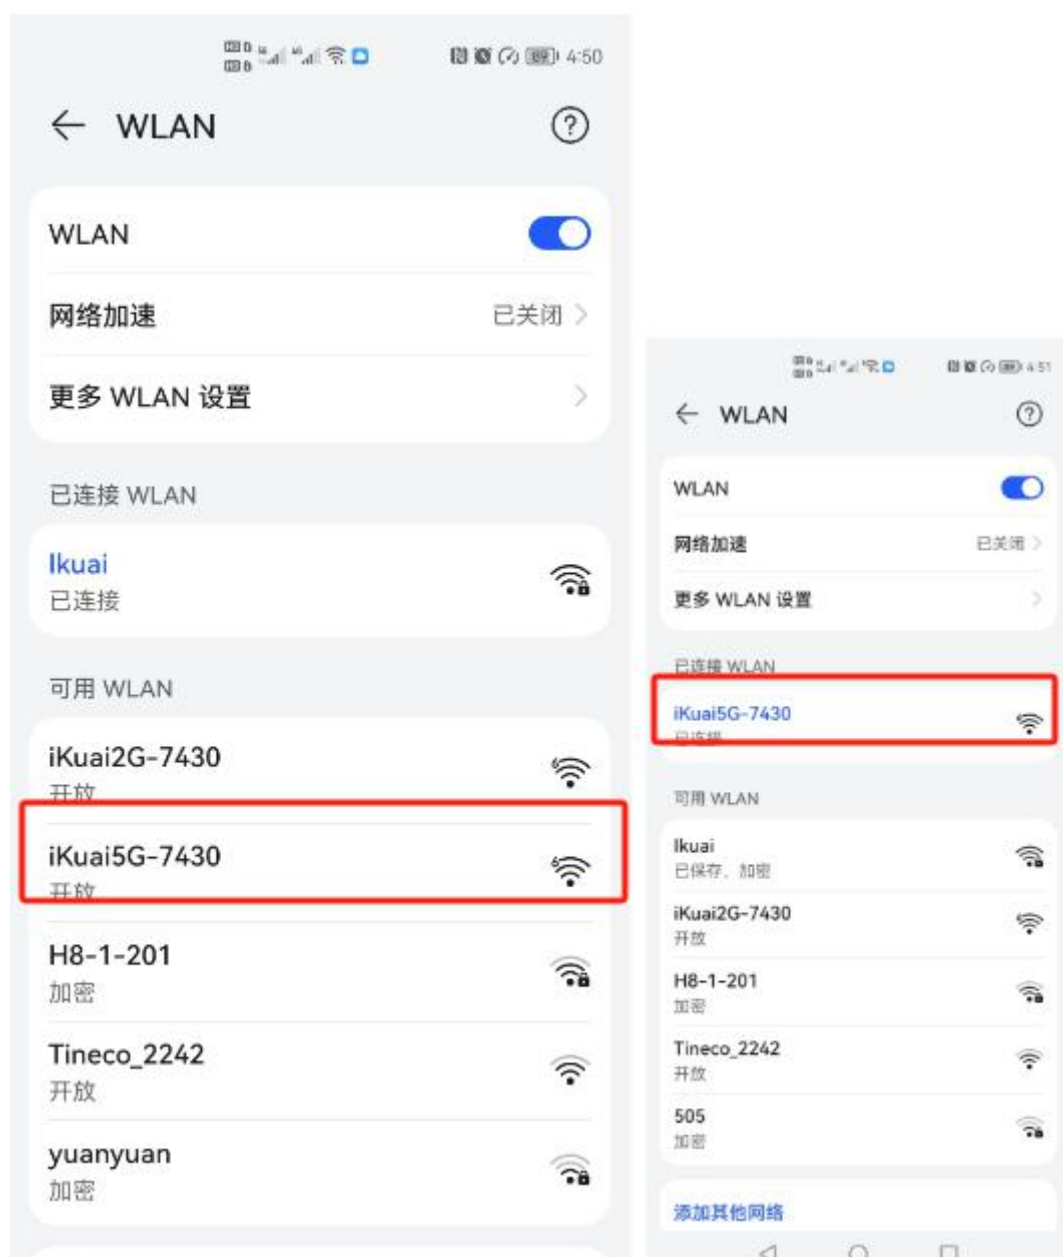 4:50
WLAN
WLAN
网络加速 已关闭
更多 WLAN 设置
已连接 WLAN
Ikuai
已连接
可用 WLAN
iKuai2G-7430
开放
iKuai5G-7430
开放
H8-1-201
加密
Tineco_2242
开放
yuanyuan
加密
4:51
WLAN
WLAN
网络加速 已关闭
更多 WLAN 设置
已连接 WLAN
iKuai5G-7430
已连接
可用 WLAN
Ikuai
已保存、加密
iKuai2G-7430
开放
H8-1-201
加密
Tineco_2242
开放
505
加密
添加其他网络